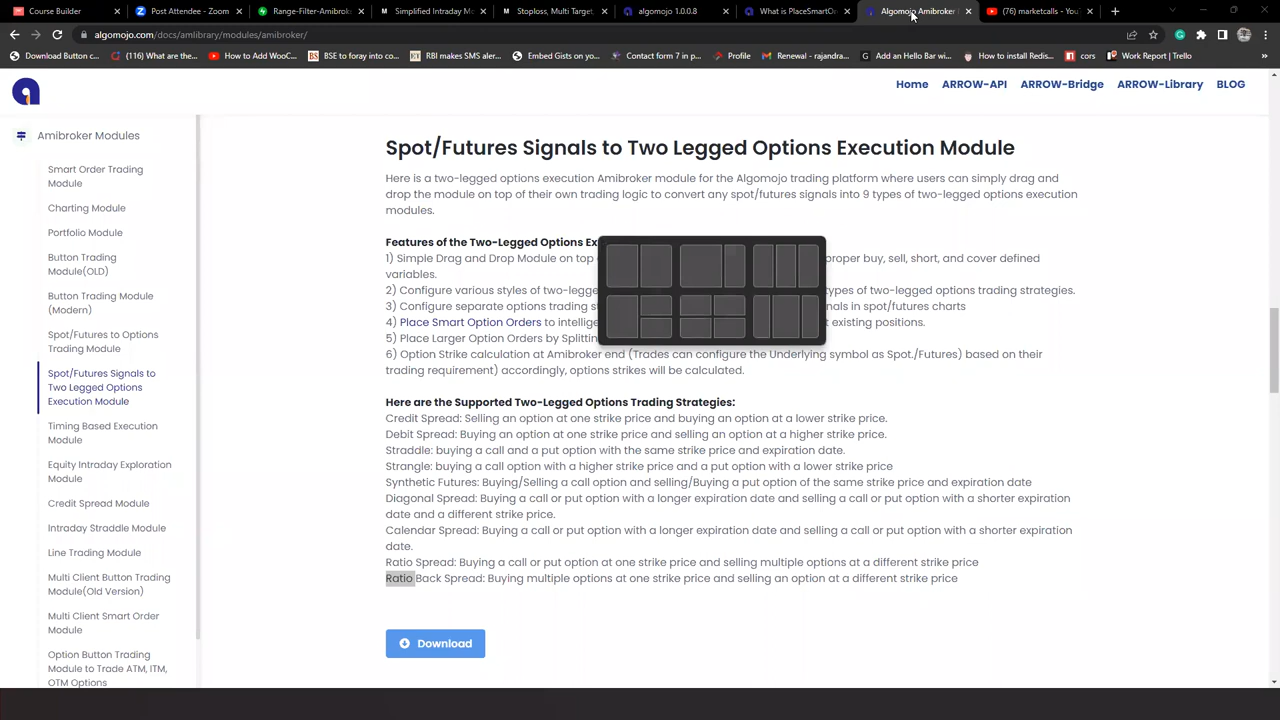 Course Builder
Post Attendee - Zoom
Range-Filter-Amibrok
Simplified Intraday Mo
Stoploss, Multi Target,
algomojo 1.0.0.8
What is PlaceSmartOr
Algomojo Amibroker
(76) marketcalls - You
algomojo.com/docs/amlibrary/modules/amibroker/
Download Button c...
(116) What are the...
How to Add WooC...
BSE to foray into co...
RBI makes SMS aler...
Embed Gists on yo...
Contact form 7 in p...
Profile
Renewal - rajandra...
Add an Hello Bar wi...
How to install Redis...
cors
Work Report | Trello
Home
ARROW-API
ARROW-Bridge
ARROW-Library
BLOG
Amibroker Modules
Smart Order Trading
Module
Charting Module
Portfolio Module
Button Trading
Module(OLD)
Button Trading Module
(Modern)
Spot/Futures to Options
Trading Module
Spot/Futures Signals to
Two Legged Options
Execution Module
Timing Based Execution
Module
Equity Intraday Exploration
Module
Credit Spread Module
Intraday Straddle Module
Line Trading Module
Multi Client Button Trading
Module(Old Version)
Multi Client Smart Order
Module
Option Button Trading
Module to Trade ATM, ITM,
OTM Options
Spot/Futures Signals to Two Legged Options Execution Module
Here is a two-legged options execution Amibroker module for the Algomojo trading platform where users can simply drag and
drop the module on top of their own trading logic to convert any spot/futures signals into 9 types of two-legged options execution
modules.
Features of the Two-Legged Options Ex
1) Simple Drag and Drop Module on top proper buy, sell, short, and cover defined
variables.
2) Configure various styles of two-legge types of two-legged options trading strategies.
3) Configure separate options trading st nals in spot/futures charts
4) Place Smart Option Orders to intellige t existing positions.
5) Place Larger Option Orders by Splittin
6) Option Strike calculation at Amibroker end (Trades can configure the Underlying symbol as Spot./Futures) based on their
trading requirement) accordingly, options strikes will be calculated.
Here are the Supported Two-Legged Options Trading Strategies:
Credit Spread: Selling an option at one strike price and buying an option at a lower strike price.
Debit Spread: Buying an option at one strike price and selling an option at a higher strike price.
Straddle: buying a call and a put option with the same strike price and expiration date.
Strangle: buying a call option with a higher strike price and a put option with a lower strike price
Synthetic Futures: Buying/Selling a call option and selling/Buying a put option of the same strike price and expiration date
Diagonal Spread: Buying a call or put option with a longer expiration date and selling a call or put option with a shorter expiration
date and a different strike price.
Calendar Spread: Buying a call or put option with a longer expiration date and selling a call or put option with a shorter expiration
date.
Ratio Spread: Buying a call or put option at one strike price and selling multiple options at a different strike price
Ratio Back Spread: Buying multiple options at one strike price and selling an option at a different strike price
Download